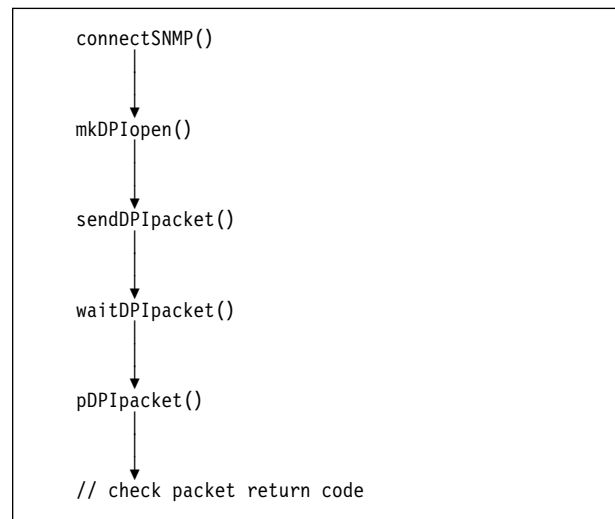 connectSNMP()
mkDPIopen()
sendDPIpacket()
waitDPIpacket()
pDPIpacket()
// check packet return code